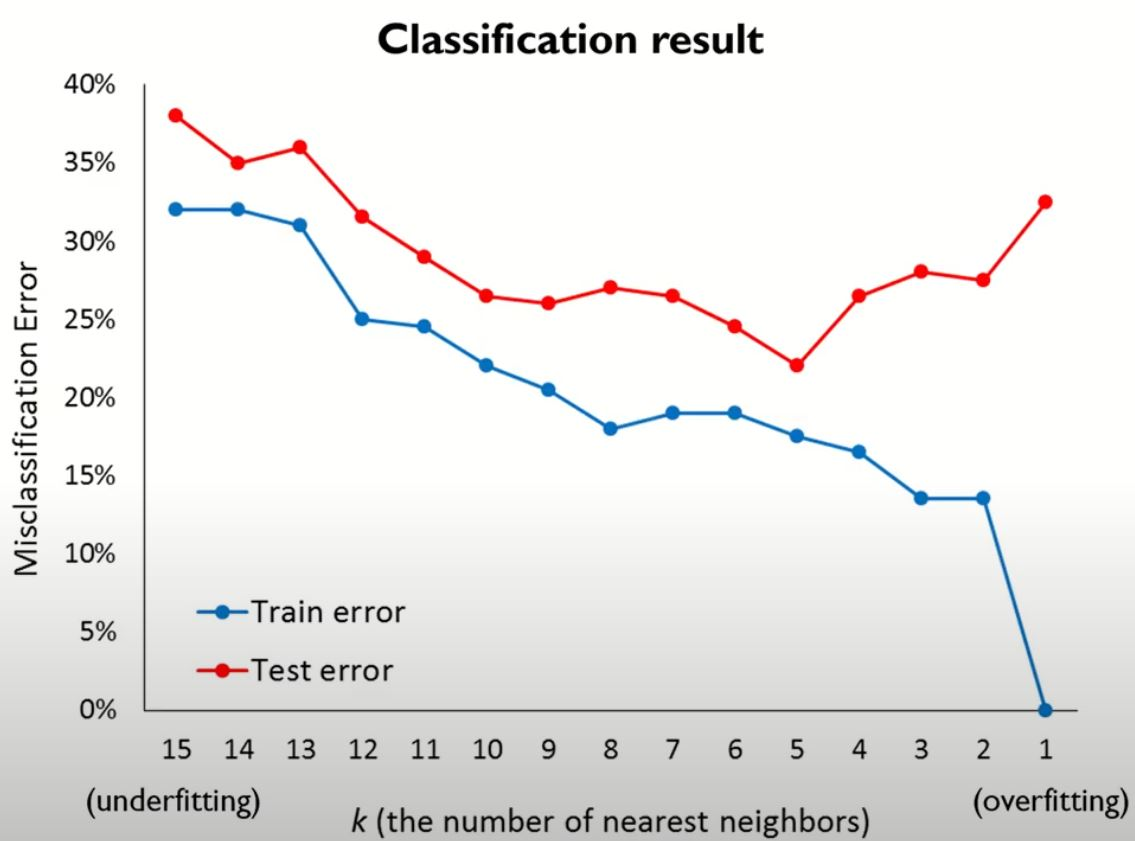 Classification result
Misclassification Error
40%
35%
30%
25%
20%
15%
10%
5%
0%
Train error
Test error
15 14 13 12 11 10 9 8 7 6 5 4 3 2 1
(underfitting) (overfitting)
k (the number of nearest neighbors)